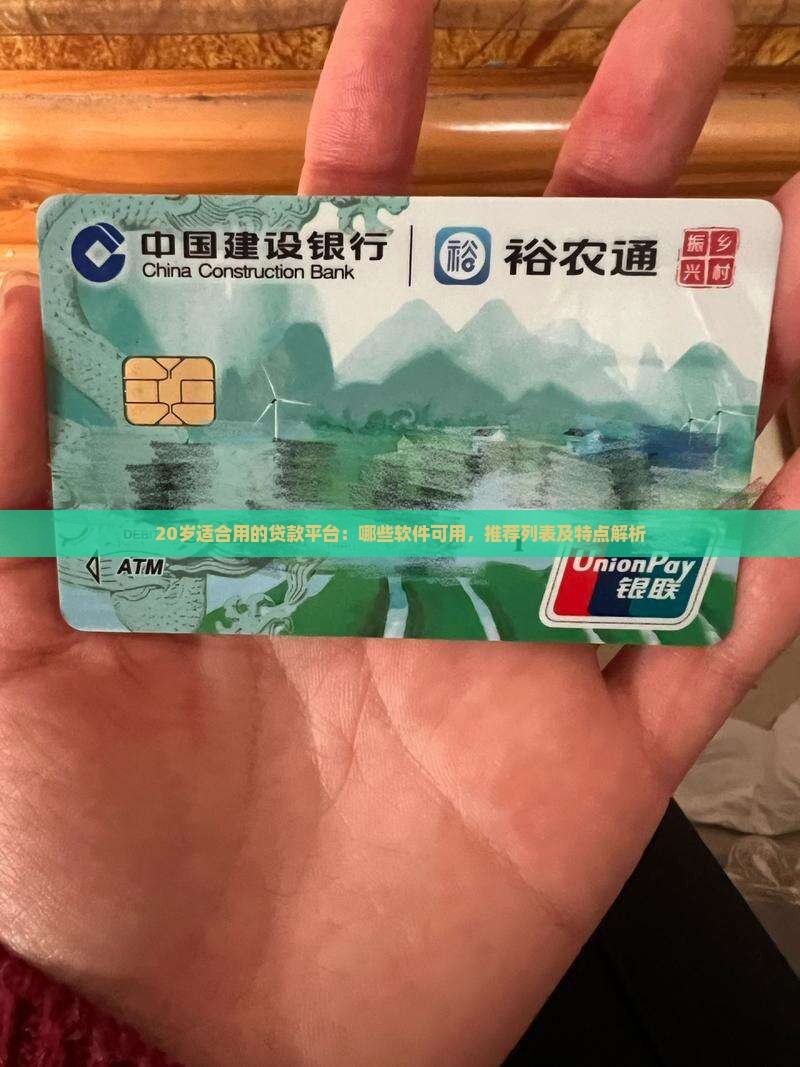 中国建设银行
China Construction Bank
裕
裕农通
振乡
兴村
20岁适合用的贷款平台：哪些软件可用，推荐列表及特点解析
ATM
UnionPay
银联